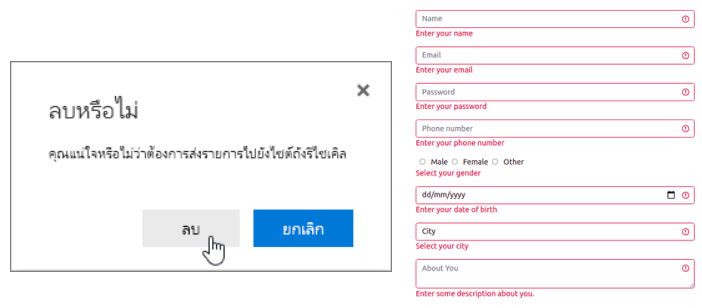 ลบหรือไม่
คุณแน่ใจหรือไม่ว่าต้องการส่งรายการไปยังไซต์ถังรีไซเคิล
ลบ
ยกเลิก
Name
Enter your name
Email
Enter your email
Password
Enter your password
Phone number
Enter your phone number
Male Female Other
Select your gender
dd/mm/yyyy
Enter your date of birth
City
Select your city
About You
Enter some description about you.